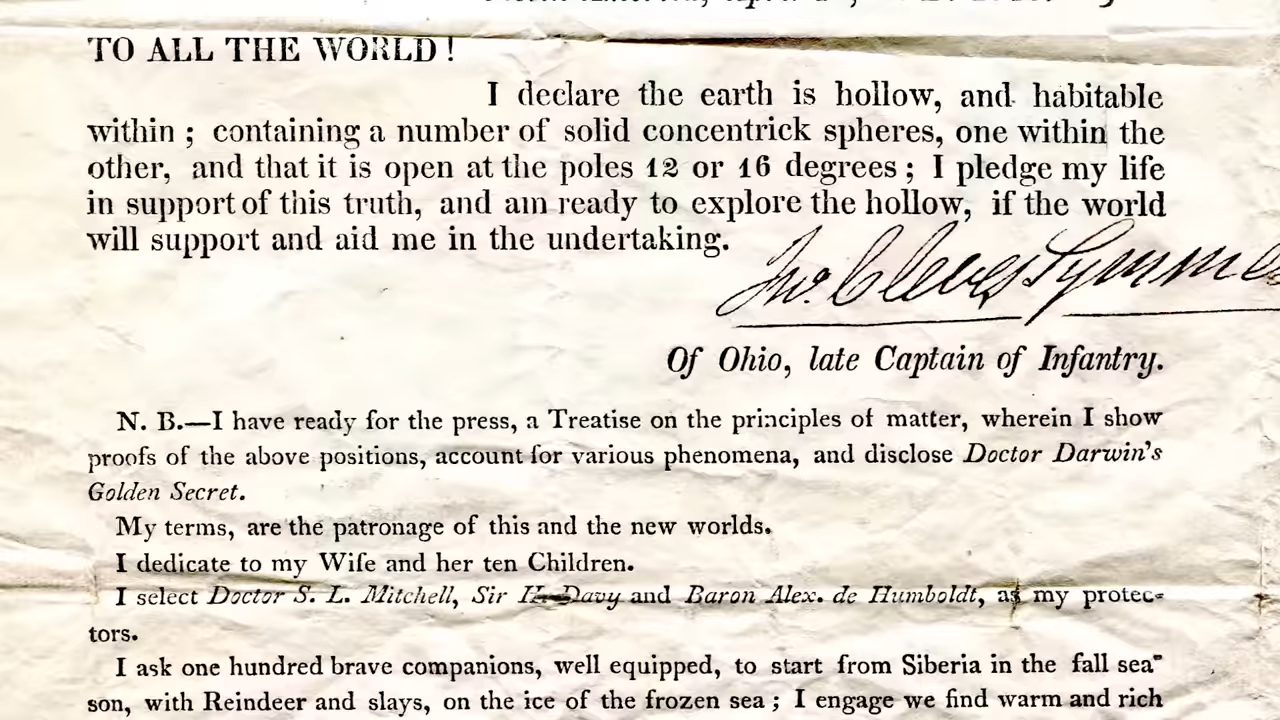 TO ALL THE WORLD!
I declare the earth is hollow, and habitable
within; containing a number of solid concentrick spheres, one within the
other, and that it is open at the poles 12 or 16 degrees; I pledge my life
in support of this truth, and am ready to explore the hollow, if the world
will support and aid me in the undertaking.
Jno. Cleves Symmes
Of Ohio, late Captain of Infantry.
N. B.—I have ready for the press, a Treatise on the principles of matter, wherein I show
proofs of the above positions, account for various phenomena, and disclose Doctor Darwin's
Golden Secret.
My terms, are the patronage of this and the new worlds.
I dedicate to my Wife and her ten Children.
I select Doctor S. L. Mitchell, Sir H. Davy and Baron Alex. de Humboldt, as my protec-
tors.
I ask one hundred brave companions, well equipped, to start from Siberia in the fall sea-
son, with Reindeer and slays, on the ice of the frozen sea; I engage we find warm and rich